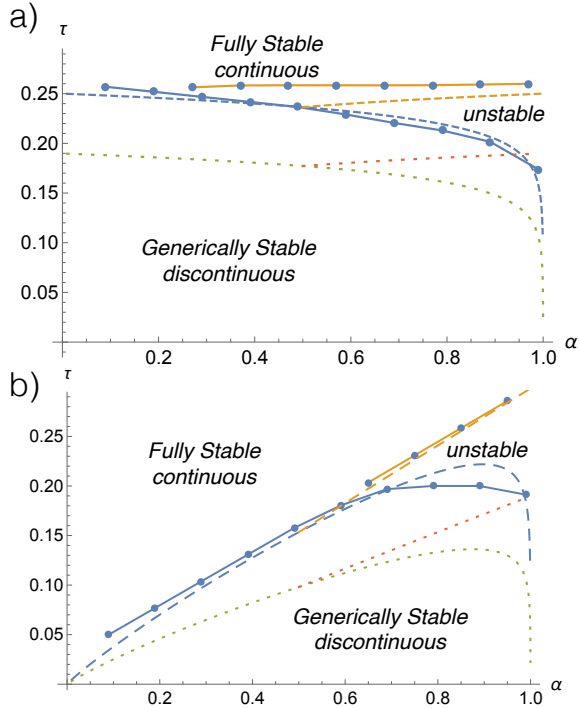 a)
τ
Fully Stable
continuous
0.25
unstable
0.20
0.15
0.10
Generically Stable
discontinuous
0.05
0.2 0.4 0.6 0.8 1.0 α
b)
τ
0.25
Fully Stable
continuous
unstable
0.20
0.15
0.10
Generically Stable
discontinuous
0.05
0.2 0.4 0.6 0.8 1.0 α